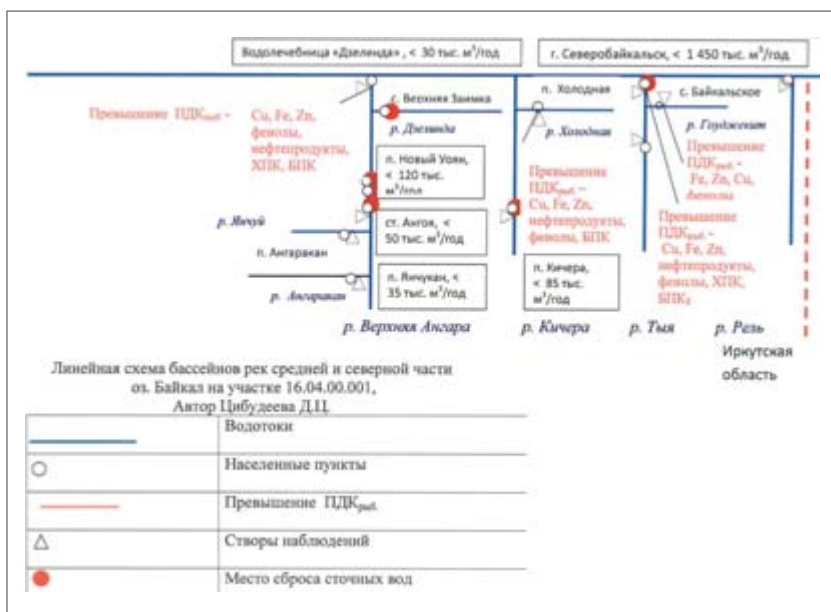 Водолечебница «Дзеленда» , < 30 тыс. м³/год
г. Северобайкальск, < 1 450 тыс. м³/год
с. Верхняя Заимка
п. Холодная
с. Байкальское
Превышение ПДКрыб. -
Cu, Fe, Zn,
фенолы,
нефтепродукты,
ХПК, БПК
р. Дзелинда
р. Холодная
р. Гоуджекит
п. Новый Уоян,
< 120 тыс.
Превышение
ПДКрыб. –
Cu, Fe, Zn,
нефтепродукты,
фенолы, БПК
Превышение
ПДКрыб. –
Fe, Zn, Cu,
фенолы
р. Янчуй
ст. Ангоя, <
50 тыс. м³/год
Превышение
ПДКрыб. –
Cu, Fe, Zn,
нефтепродукты,
фенолы, ХПК,
БПК₅
п. Ангаракан
п. Янчукан, <
35 тыс. м³/год
п. Кичера,
< 85 тыс.
м³/год
р. Ангаракан
р. Верхняя Ангара
р. Кичера
р. Тыя
р. Рель
Иркутская
область
Линейная схема бассейнов рек средней и северной части
оз. Байкал на участке 16.04.00.001,
Автор Цибудеева Д.Ц.
Водотоки
Населенные пункты
Превышение ПДКрыб.
Створы наблюдений
Место сброса сточных вод